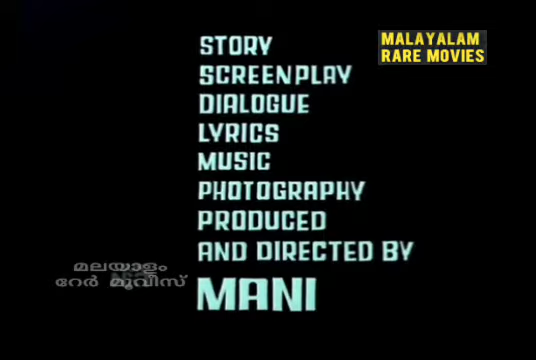 MALAYALAM
RARE MOVIES
STORY
SCREENPLAY
DIALOGUE
LYRICS
MUSIC
PHOTOGRAPHY
PRODUCED
AND DIRECTED BY
MANI
മലയാളം
റേർ മൂവീസ്